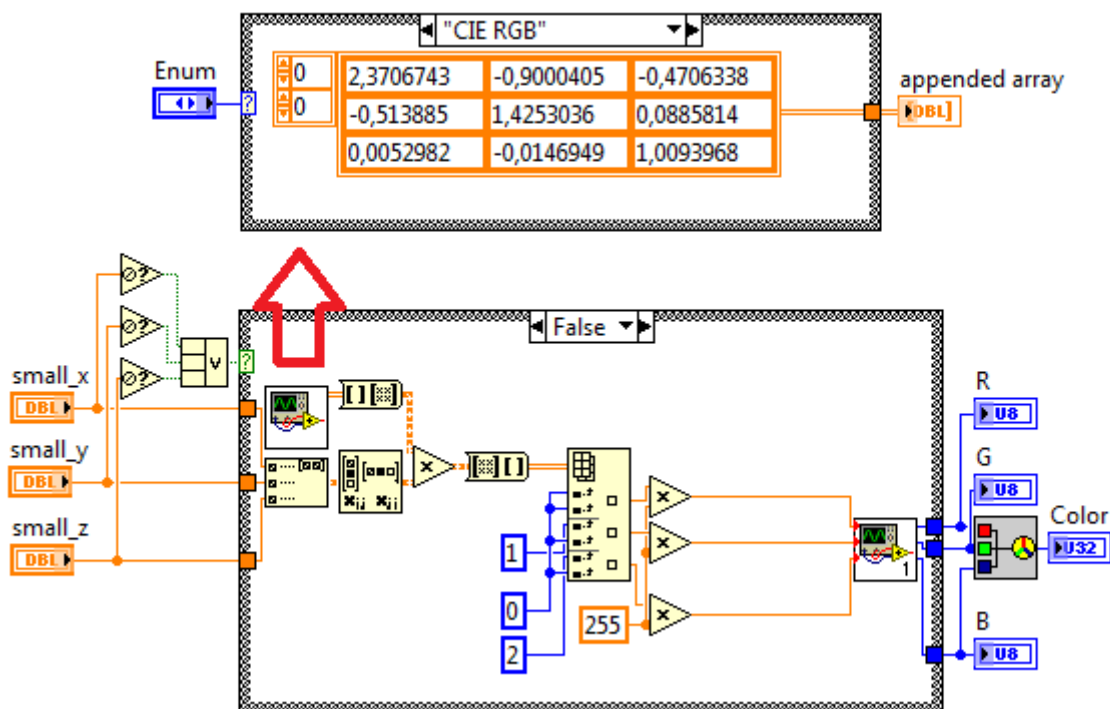 "CIE RGB"
Enum
0
0
2,3706743 -0,9000405 -0,4706338
-0,513885 1,4253036 0,0885814
0,0052982 -0,0146949 1,0093968
appended array
DBL]
?
?
?
?
V
?
False
small_x
DBL
small_y
DBL
small_z
DBL
[ ]
x
[ ]
x
x
x
1
0
2
255
1
R
U8
G
U8
Color
U32
B
U8